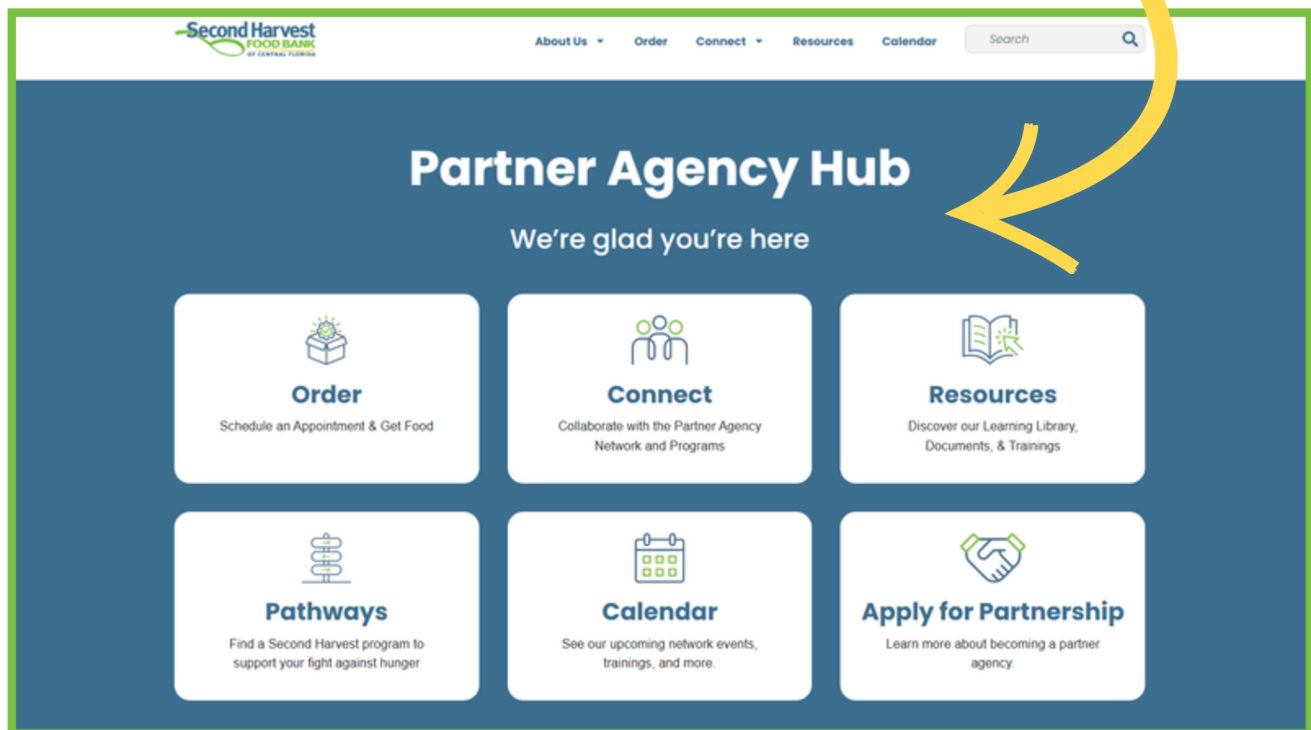 Second Harvest
FOOD BANK
OF CENTRAL FLORIDA
About Us
Order
Connect
Resources
Calendar
Search
Partner Agency Hub
We're glad you're here
Order
Schedule an Appointment & Get Food
Connect
Collaborate with the Partner Agency
Network and Programs
Resources
Discover our Learning Library,
Documents, & Trainings
Pathways
Find a Second Harvest program to
support your fight against hunger
Calendar
See our upcoming network events,
trainings, and more.
Apply for Partnership
Learn more about becoming a partner
agency.